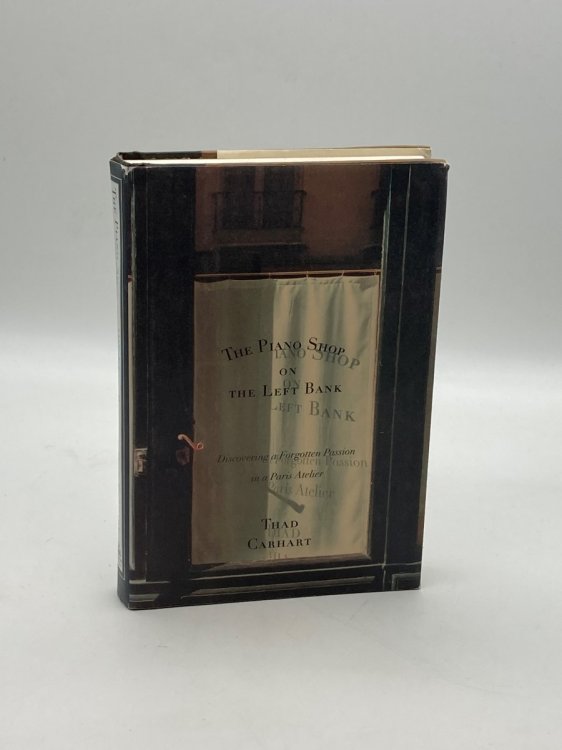 The Piano Shop
on
the Left Bank
Discovering a Forgotten Passion
in a Paris Atelier
Thad
Carhart